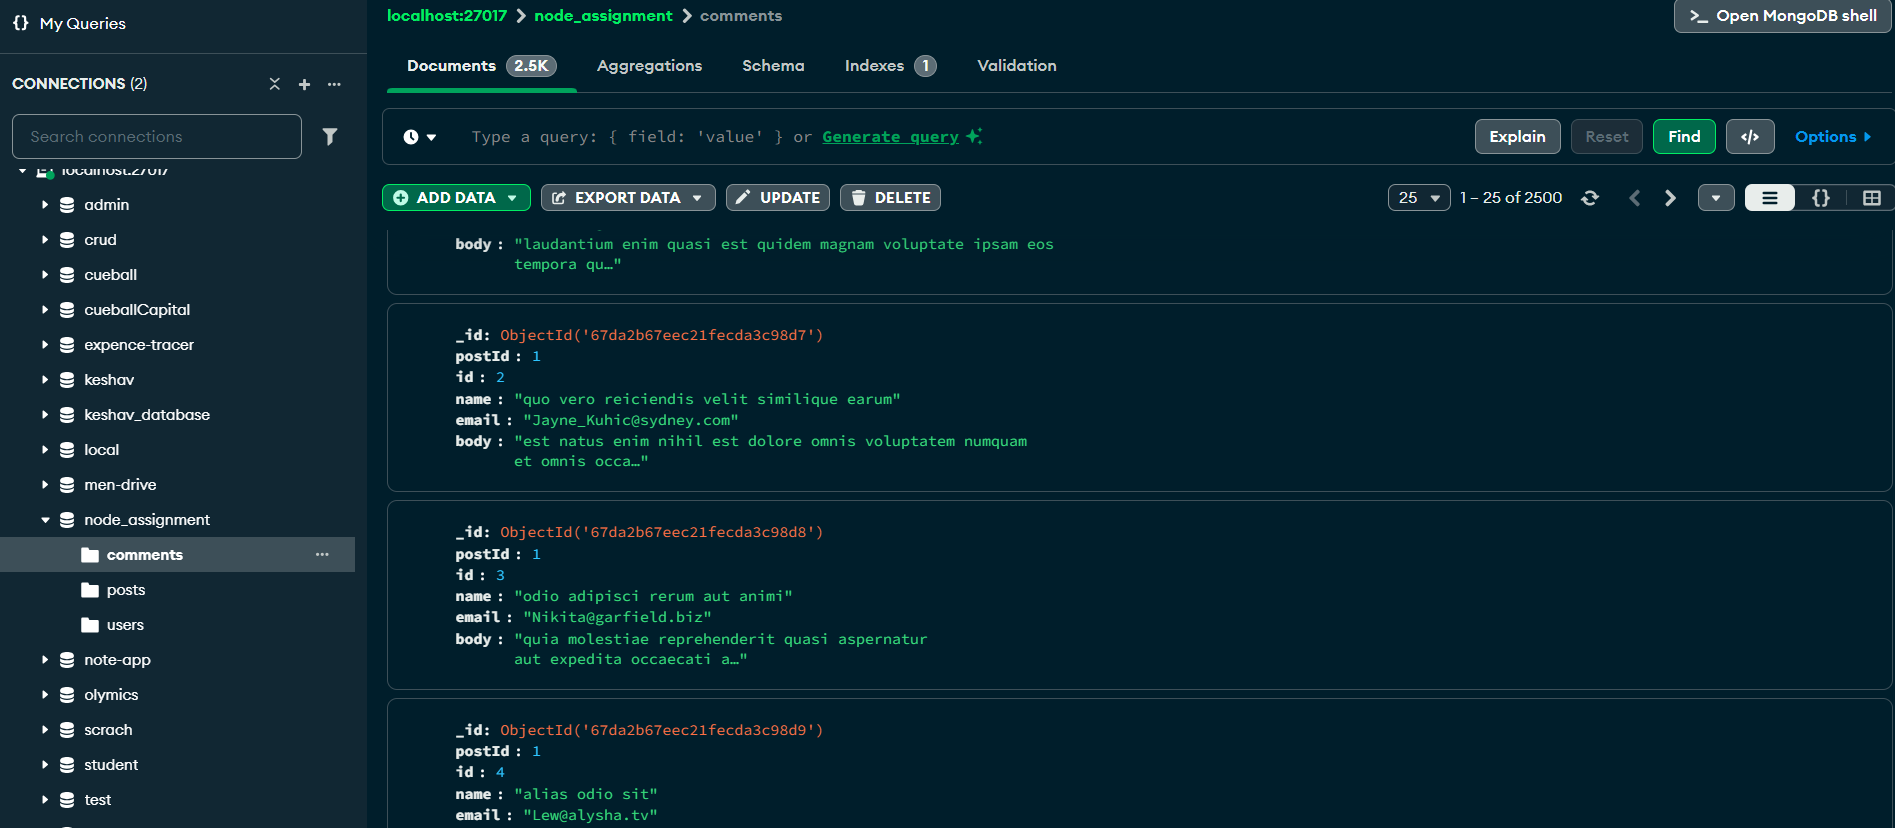 My Queries
CONNECTIONS (2)
Search connections
localhost:27017
admin
crud
cueball
cueballCapital
expence-tracer
keshav
keshav_database
local
men-drive
node_assignment
comments
posts
users
note-app
olymics
scrach
student
test
localhost:27017 > node_assignment > comments
>_ Open MongoDB shell
Documents 2.5K Aggregations Schema Indexes 1 Validation
Type a query: { field: 'value' } or Generate query
Explain Reset Find </> Options
ADD DATA EXPORT DATA UPDATE DELETE
25 1 – 25 of 2500 {}
body : "laudantium enim quasi est quidem magnam voluptate ipsam eos
tempora qu…"
_id: ObjectId('67da2b67eec21fecda3c98d7')
postId : 1
id : 2
name : "quo vero reiciendis velit similique earum"
email : "Jayne_Kuhic@sydney.com"
body : "est natus enim nihil est dolore omnis voluptatem numquam
et omnis occa…"
_id: ObjectId('67da2b67eec21fecda3c98d8')
postId : 1
id : 3
name : "odio adipisci rerum aut animi"
email : "Nikita@garfield.biz"
body : "quia molestiae reprehenderit quasi aspernatur
aut expedita occaecati a…"
_id: ObjectId('67da2b67eec21fecda3c98d9')
postId : 1
id : 4
name : "alias odio sit"
email : "Lew@alysha.tv"